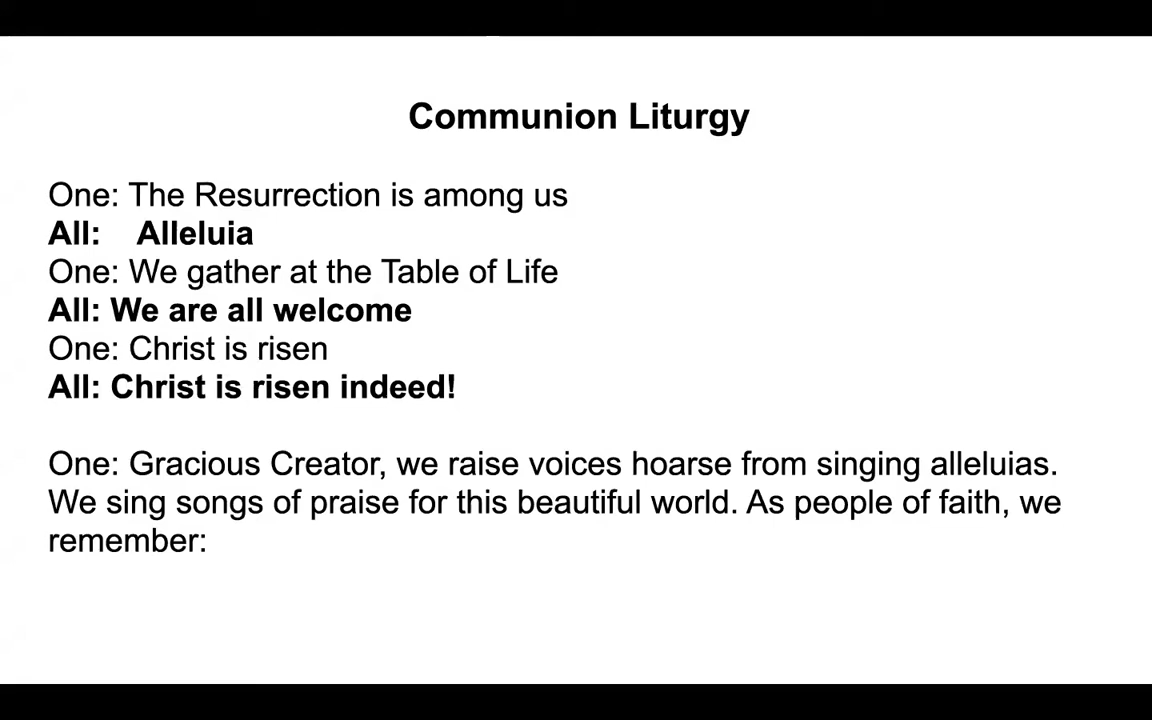 Communion Liturgy
One: The Resurrection is among us
All: Alleluia
One: We gather at the Table of Life
All: We are all welcome
One: Christ is risen
All: Christ is risen indeed!
One: Gracious Creator, we raise voices hoarse from singing alleluias.
We sing songs of praise for this beautiful world. As people of faith, we
remember: